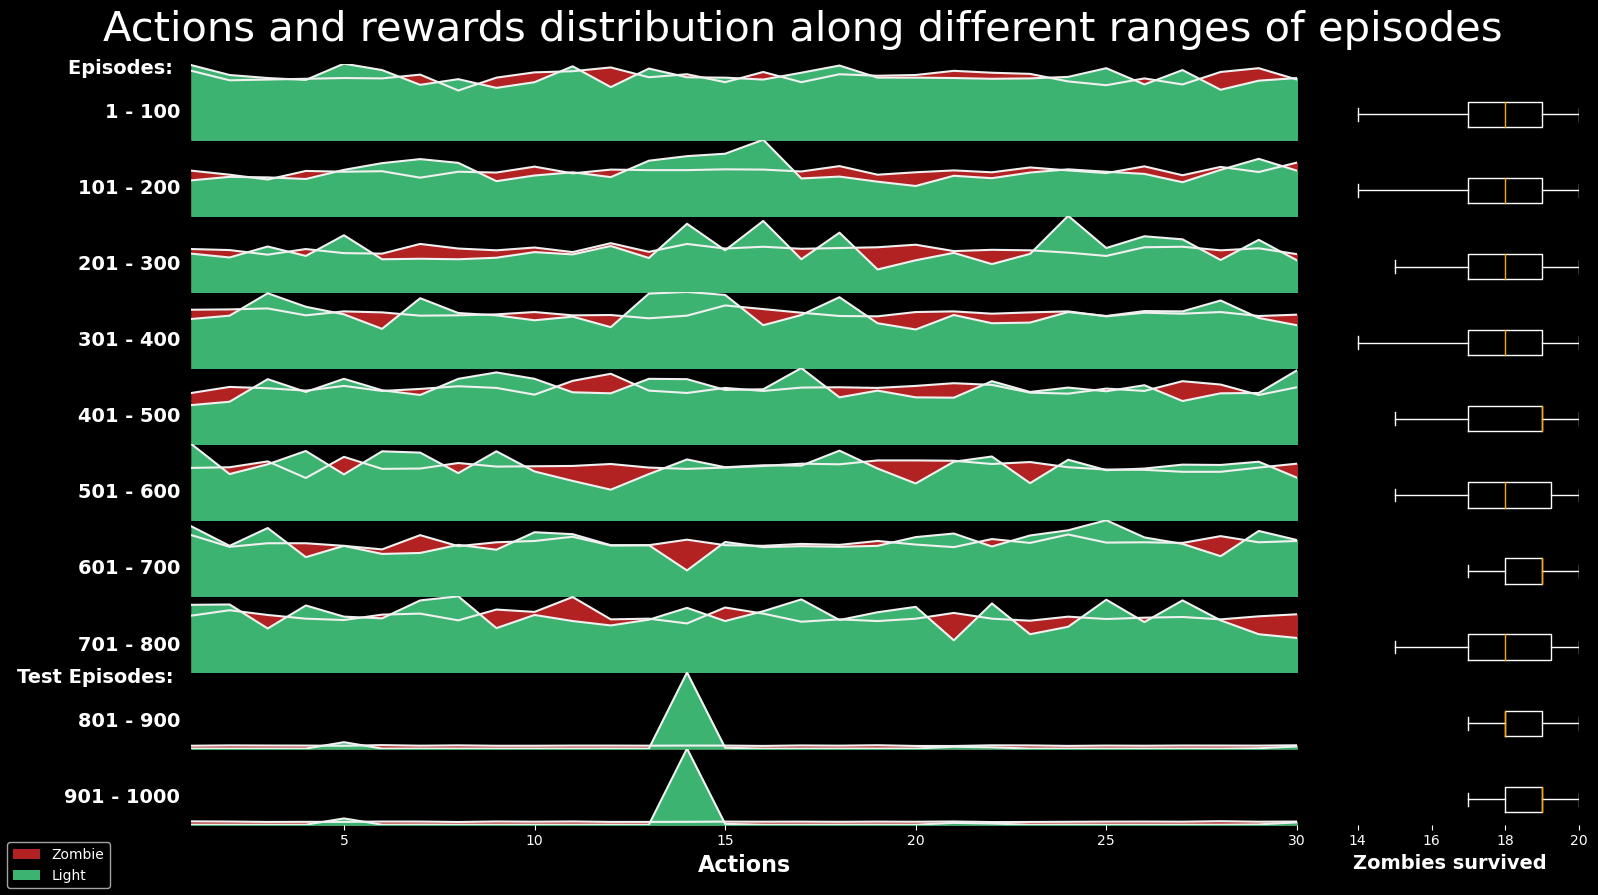 Actions and rewards distribution along different ranges of episodes
Episodes:
1 - 100
101 - 200
201 - 300
301 - 400
401 - 500
501 - 600
601 - 700
701 - 800
Test Episodes:
801 - 900
901 - 1000
5 10 15 20 25 30
14 16 18 20
Actions
Zombies survived
Zombie
Light